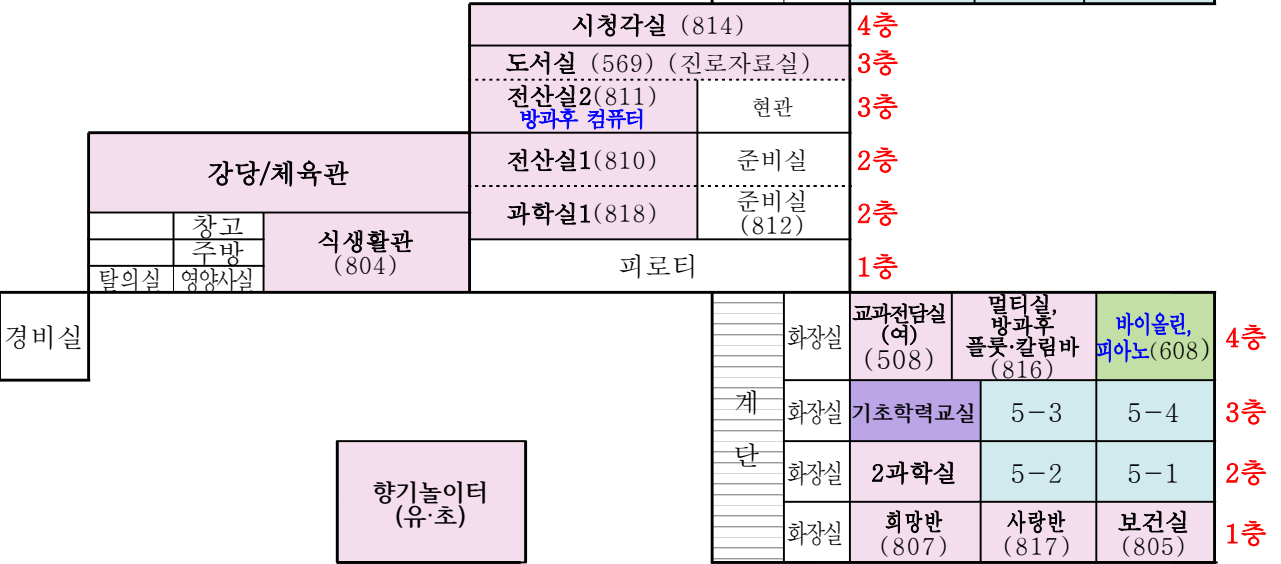 시청각실 (814)
4층
도서실 (569) (진로자료실)
3층
전산실2(811)
방과후 컴퓨터
현관
3층
강당/체육관
전산실1(810)
준비실
2층
과학실1(818)
준비실
(812)
2층
창고
주방
탈의실
영양사실
식생활관
(804)
피로티
1층
경비실
계
단
화장실
교과전담실
(여)
(508)
멀티실,
방과후
플룻·칼림바
(816)
바이올린,
피아노(608)
4층
화장실
기초학력교실
5-3
5-4
3층
향기놀이터
(유·초)
화장실
2과학실
5-2
5-1
2층
화장실
희망반
(807)
사랑반
(817)
보건실
(805)
1층